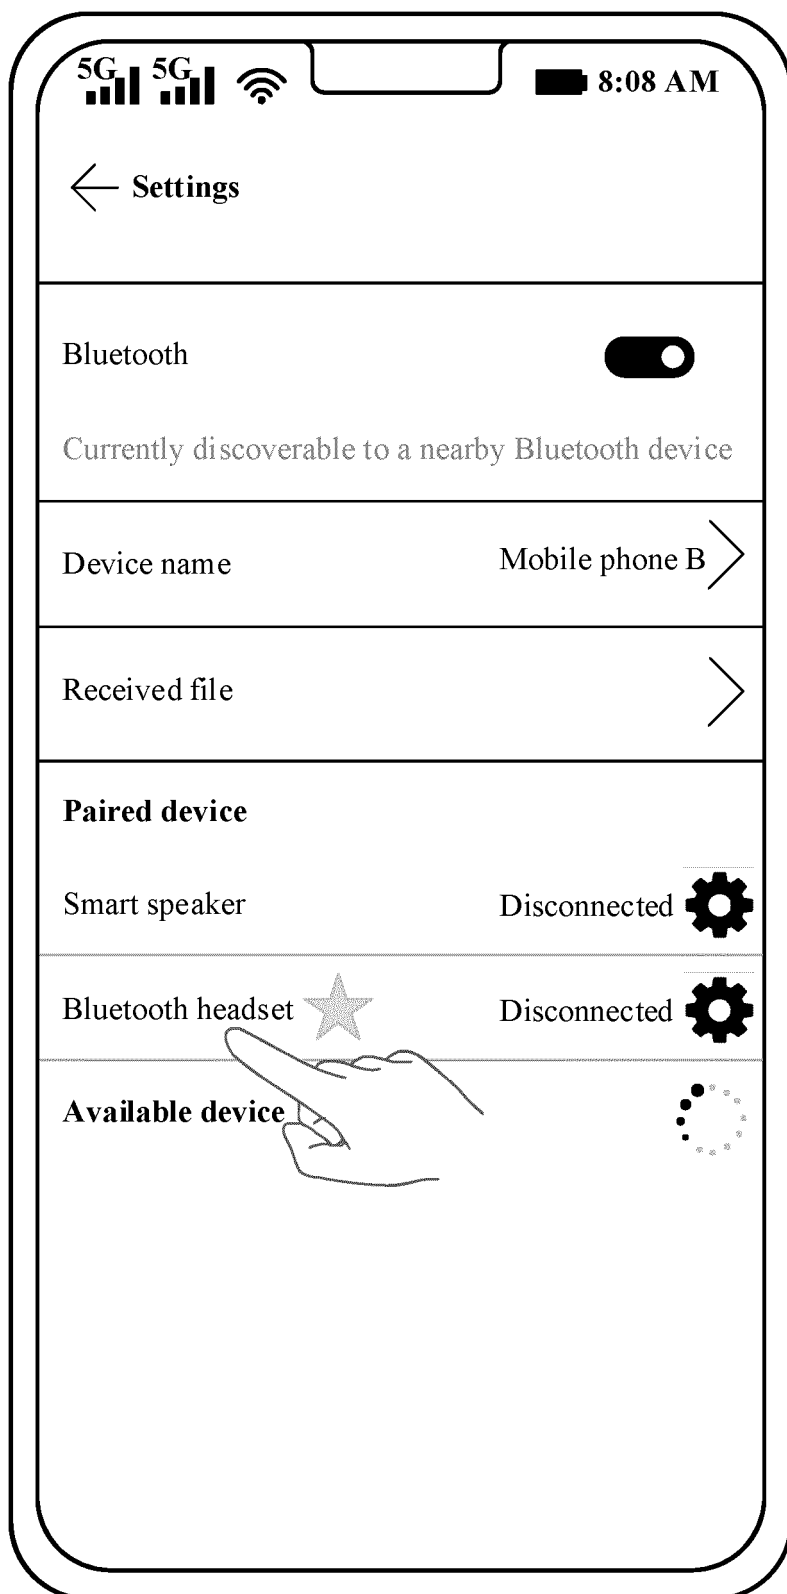 5G 5G 8:08 AM
Settings
Bluetooth
Currently discoverable to a nearby Bluetooth device
Device name Mobile phone B
Received file
Paired device
Smart speaker Disconnected
Bluetooth headset Disconnected
Available device